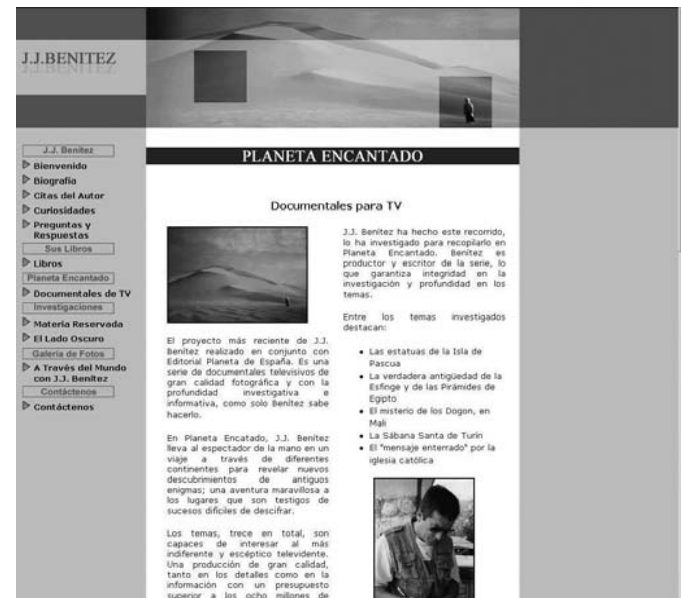 J.J.BENITEZ
J.J. Benitez
Bienvenido
Biografía
Citas del Autor
Curiosidades
Preguntas y
Respuestas
Sus Libros
Libros
Planeta Encantado
Documentales de TV
Investigaciones
Materia Reservada
El Lado Oscuro
Galeria de Fotos
A Través del Mundo
con J.J. Benitez
Contáctenos
Contáctenos
PLANETA ENCANTADO
Documentales para TV
El proyecto más reciente de J.J.
Benítez realizado en conjunto con
Editorial Planeta de España. Es una
serie de documentales televisivos de
gran calidad fotográfica y con la
profundidad investigativa e
informativa, como solo Benítez sabe
hacerlo.
En Planeta Encatado, J.J. Benítez
lleva al espectador de la mano en un
viaje a través de diferentes
continentes para revelar nuevos
descubrimientos de antiguos
enigmas; una aventura maravillosa a
los lugares que son testigos de
sucesos difíciles de descifrar.
Los temas, trece en total, son
capaces de interesar al más
indiferente y escéptico televidente.
Una producción de gran calidad,
tanto en los detalles como en la
información con un presupuesto
superior a los ocho millones de
J.J. Benítez ha hecho este recorrido,
lo ha investigado para recopilarlo en
Planeta Encantado. Benítez es
productor y escritor de la serie, lo
que garantiza integridad en la
investigación y profundidad en los
temas.
Entre los temas investigados
destacan:
Las estatuas de la Isla de
Pascua
La verdadera antigüedad de la
Esfinge y de las Pirámides de
Egipto
El misterio de los Dogon, en
Mali
La Sábana Santa de Turín
El "mensaje enterrado" por la
iglesia católica